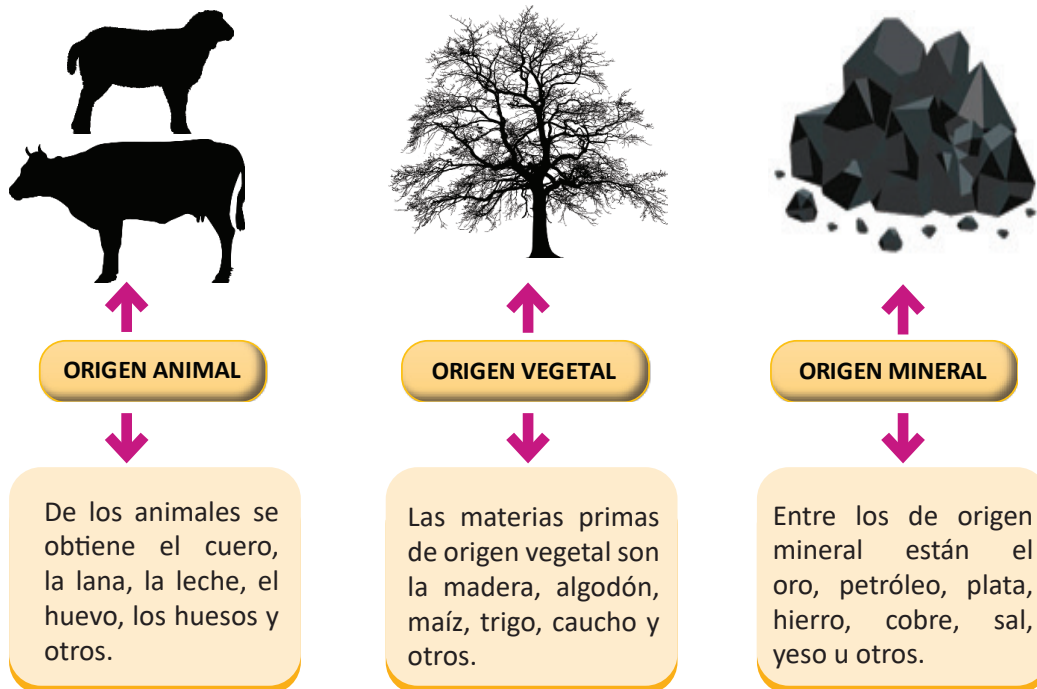 ORIGEN ANIMAL
De los animales se
obtiene el cuero,
la lana, la leche, el
huevo, los huesos y
otros.
ORIGEN VEGETAL
Las materias primas
de origen vegetal son
la madera, algodón,
maíz, trigo, caucho y
otros.
ORIGEN MINERAL
Entre los de origen
mineral están el
oro, petróleo, plata,
hierro, cobre, sal,
yeso u otros.